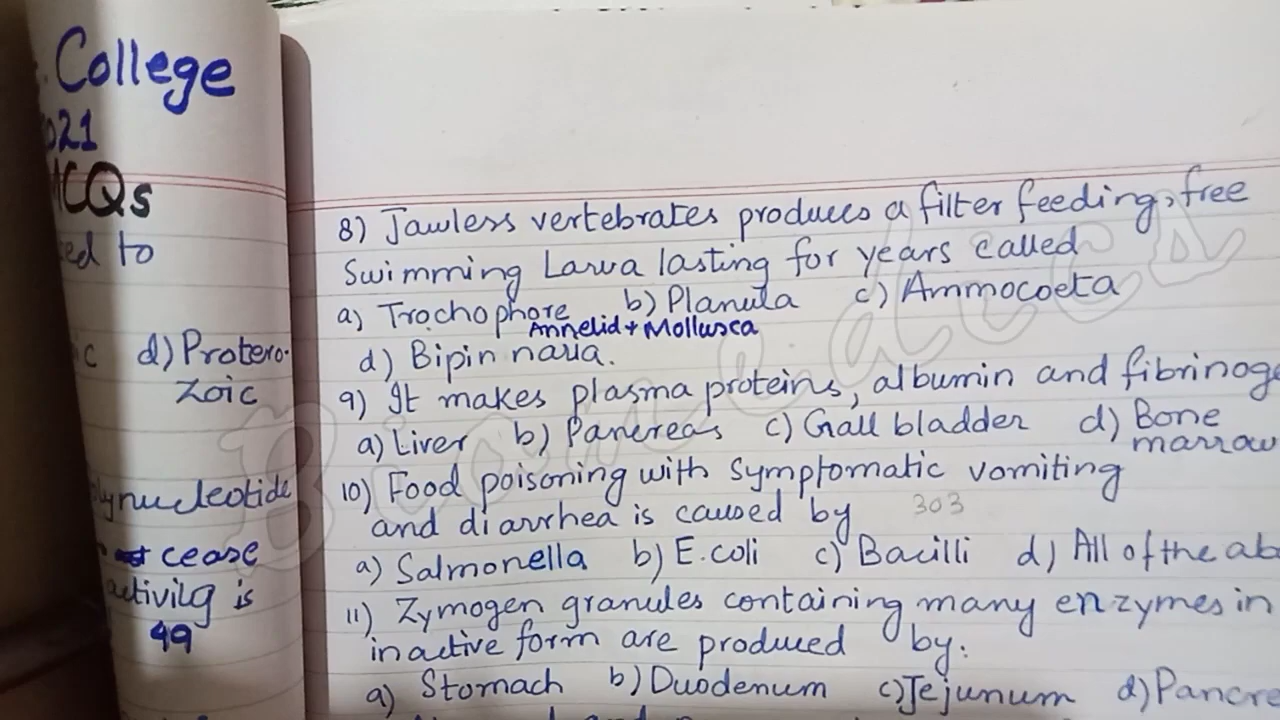 College
021
MCQs
ed to
c d) Protero-
zoic
ynucleotide
cease
activity is
49
8) Jawless vertebrates produces a filter feeding, free
Swimming Larva lasting for years called
a) Trochophore b) Planula c) Ammocoeta
Annelid + Mollusca
d) Bipinnaria.
9) It makes plasma proteins, albumin and fibrinoge
a) Liver b) Pancreas c) Gall bladder d) Bone
marrow
10) Food poisoning with symptomatic vomiting
and diarrhea is caused by 303
a) Salmonella b) E.coli c) Bacilli d) All of the ab
11) Zymogen granules containing many enzymes in
inactive form are produced by:
a) Stomach b) Duodenum c) Jejunum d) Pancre